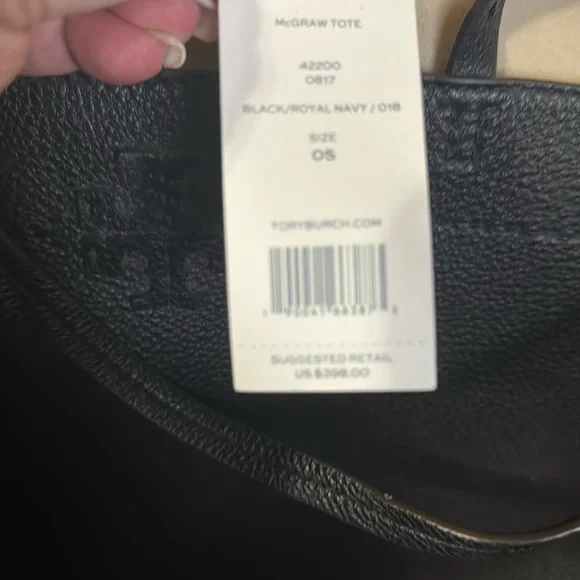 McGRAW TOTE
42200
0817
BLACK/ROYAL NAVY / 018
SIZE
OS
TORYBURCH.COM
SUGGESTED RETAIL
US $398.00